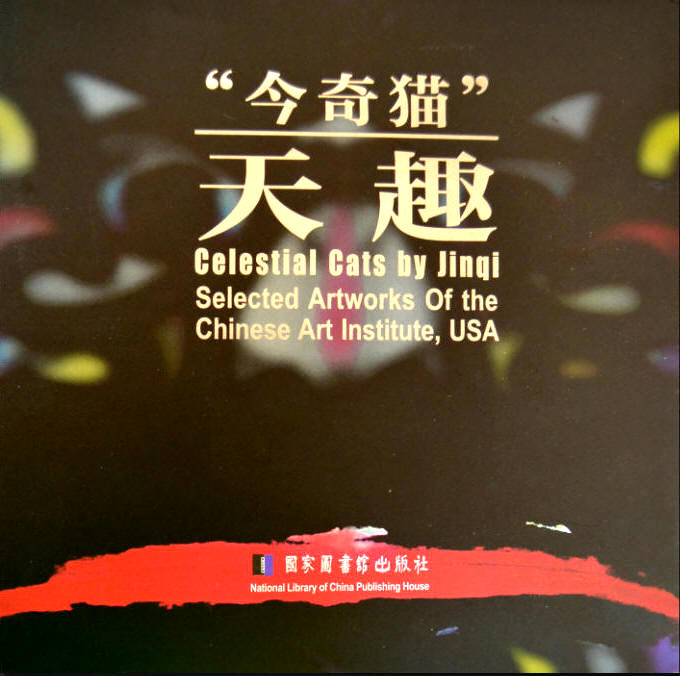 “今奇猫”
天趣
Celestial Cats by Jinqi
Selected Artworks Of the
Chinese Art Institute, USA
國家圖書館出版社
National Library of China Publishing House